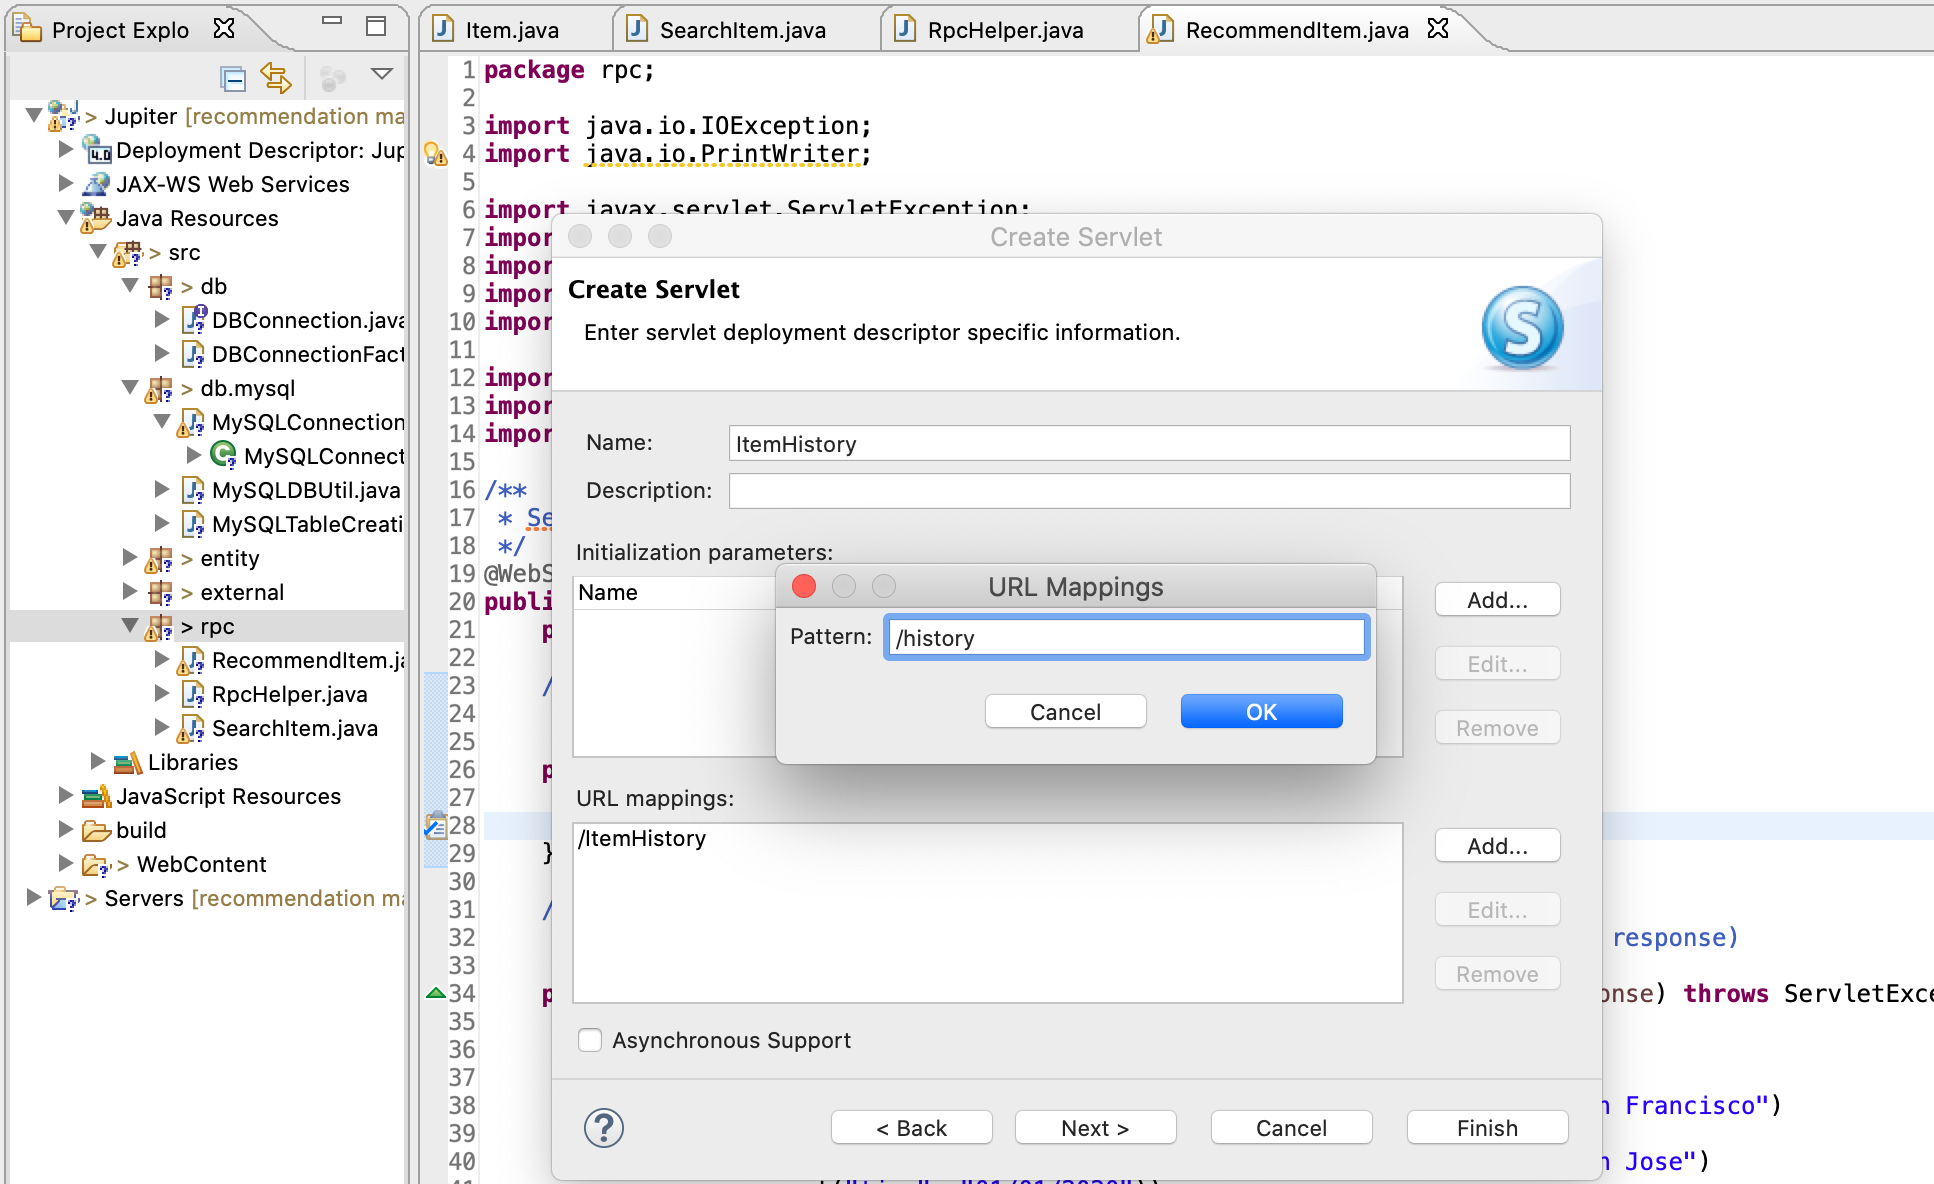 Project Explo
Item.java
SearchItem.java
RpcHelper.java
RecommendItem.java
> Jupiter [recommendation ma
Deployment Descriptor: Jup
JAX-WS Web Services
Java Resources
> src
> db
DBConnection.java
DBConnectionFact
> db.mysql
MySQLConnection
MySQLConnect
MySQLDBUtil.java
MySQLTableCreati
> entity
> external
> rpc
RecommendItem.ja
RpcHelper.java
SearchItem.java
Libraries
JavaScript Resources
build
> WebContent
> Servers [recommendation ma
1 package rpc;
2
3 import java.io.IOException;
4 import java.io.PrintWriter;
5
6 import javax.servlet.ServletException;
7 impor
8 impor
9 impor
10 impor
11
12 impor
13 impor
14 impor
15
16 /**
17 * Se
18 */
19 @WebS
20 publi
21 p
22
23 /
24
25
26 p
27
28
29 }
30
31 /
32 response)
33
34 p onse) throws ServletExce
35
36
37
38 n Francisco")
39
40 n Jose")
41 "01/01/2020"))
Create Servlet
Create Servlet
Enter servlet deployment descriptor specific information.
S
Name: ItemHistory
Description:
Initialization parameters:
Name
Add...
Edit...
Remove
URL Mappings
Pattern: /history
Cancel
OK
URL mappings:
/ItemHistory
Add...
Edit...
Remove
Asynchronous Support
?
< Back
Next >
Cancel
Finish